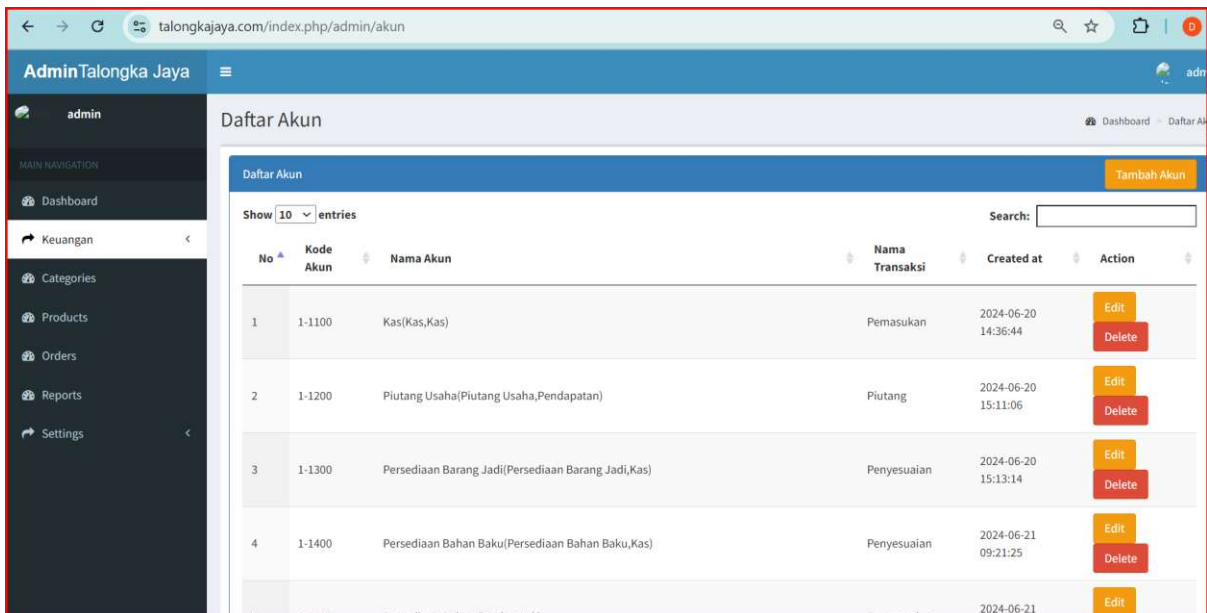 talongkajaya.com/index.php/admin/akun
D
AdminTalongka Jaya
admin
Daftar Akun
Dashboard > Daftar
MAIN NAVIGATION
Dashboard
Keuangan
Categories
Products
Orders
Reports
Settings
Daftar Akun
Tambah Akun
Show 10 entries
Search:
No Kode Akun Nama Akun Nama Transaksi Created at Action
1 1-1100 Kas(Kas,Kas) Pemasukan 2024-06-20 14:36:44 Edit Delete
2 1-1200 Piutang Usaha(Piutang Usaha,Pendapatan) Piutang 2024-06-20 15:11:06 Edit Delete
3 1-1300 Persediaan Barang Jadi(Persediaan Barang Jadi,Kas) Penyesuaian 2024-06-20 15:13:14 Edit Delete
4 1-1400 Persediaan Bahan Baku(Persediaan Bahan Baku,Kas) Penyesuaian 2024-06-21 09:21:25 Edit Delete
2024-06-21 Edit